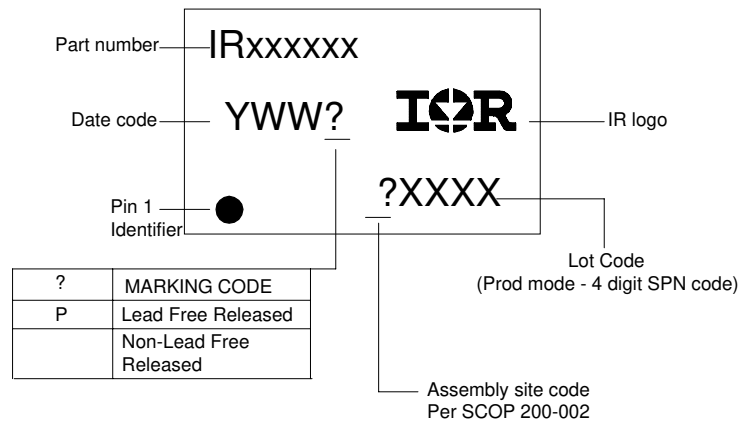 Part number
IRxxxxxx
Date code
YWW?
IOR
IR logo
?XXXX
Pin 1
Identifier
Lot Code
(Prod mode - 4 digit SPN code)
? MARKING CODE
P Lead Free Released
Non-Lead Free
Released
Assembly site code
Per SCOP 200-002